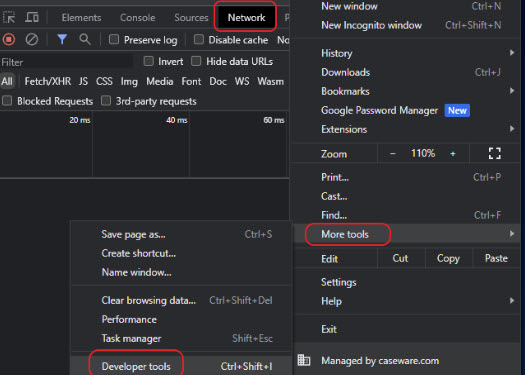 Elements Console Sources Network
Preserve log Disable cache No
Filter Invert Hide data URLs
All Fetch/XHR JS CSS Img Media Font Doc WS Wasm
Blocked Requests 3rd-party requests
20 ms 40 ms 60 ms
New window Ctrl+N
New Incognito window Ctrl+Shift+N
History
Downloads Ctrl+J
Bookmarks
Google Password Manager New
Extensions
Zoom − 110% +
Print... Ctrl+P
Cast...
Find... Ctrl+F
More tools
Edit Cut Copy Paste
Settings
Help
Exit
Managed by caseware.com
Save page as... Ctrl+S
Create shortcut...
Name window...
Clear browsing data... Ctrl+Shift+Del
Performance
Task manager Shift+Esc
Developer tools Ctrl+Shift+I